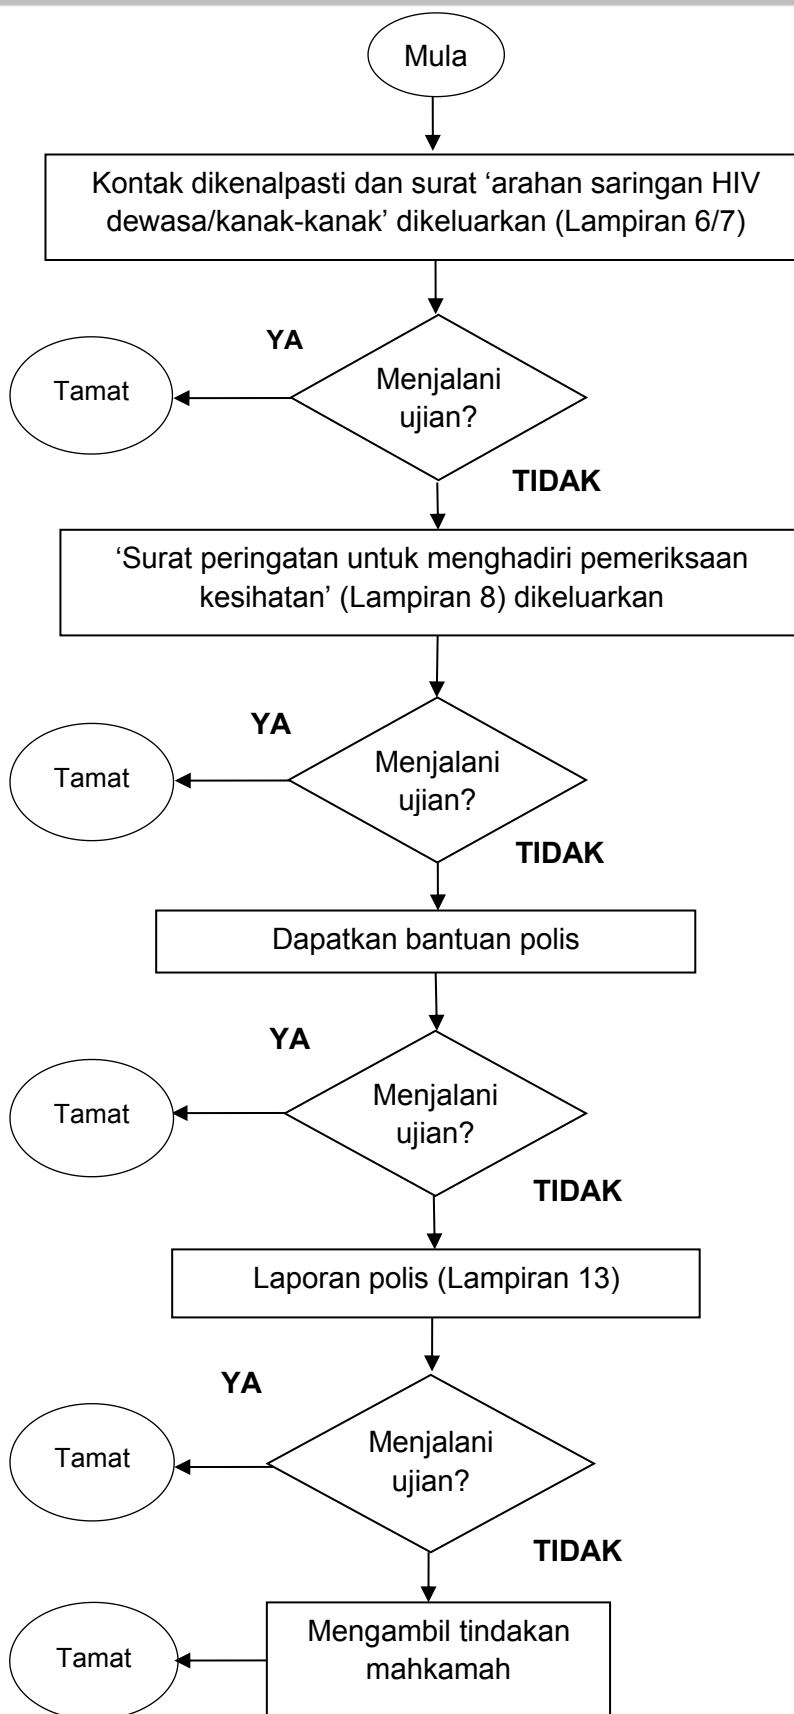 Mula
Kontak dikenalpasti dan surat ‘arahan saringan HIV
dewasa/kanak-kanak’ dikeluarkan (Lampiran 6/7)
YA
Tamat
Menjalani
ujian?
TIDAK
‘Surat peringatan untuk menghadiri pemeriksaan
kesihatan’ (Lampiran 8) dikeluarkan
YA
Tamat
Menjalani
ujian?
TIDAK
Dapatkan bantuan polis
YA
Tamat
Menjalani
ujian?
TIDAK
Laporan polis (Lampiran 13)
YA
Tamat
Menjalani
ujian?
TIDAK
Mengambil tindakan
mahkamah
Tamat